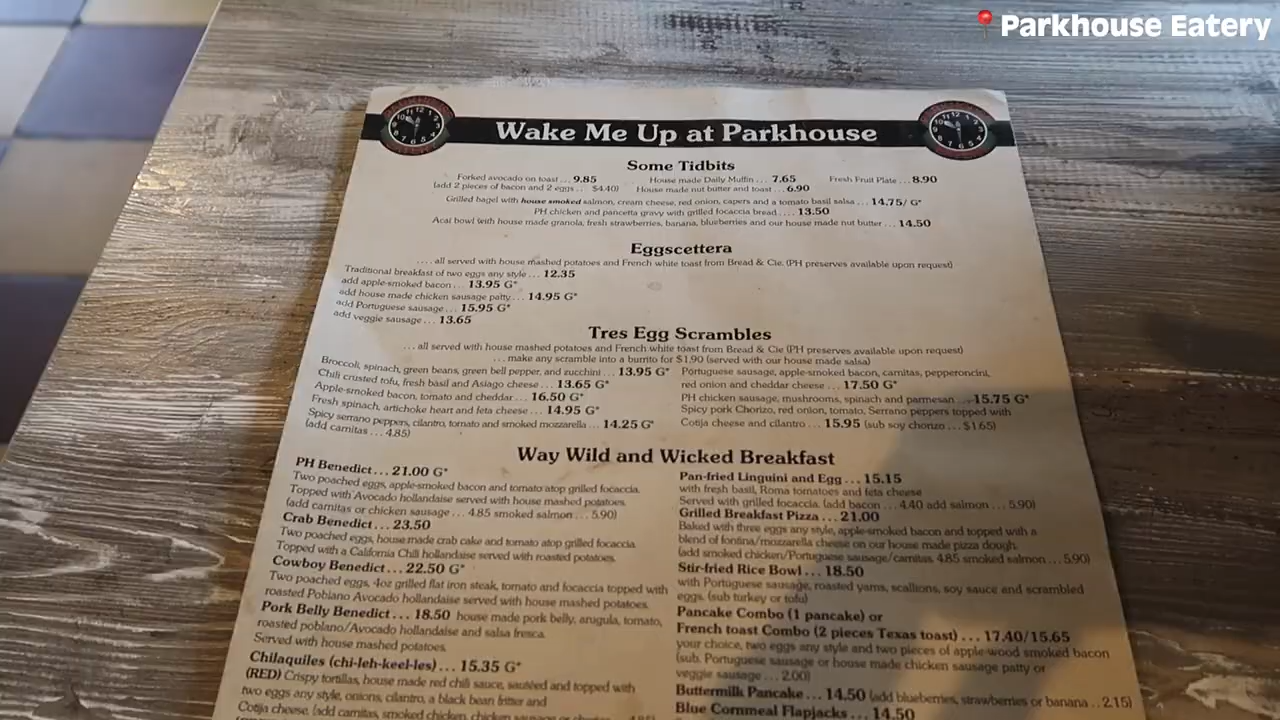 📍Parkhouse Eatery
Wake Me Up at Parkhouse
Some Tidbits
Forked avocado on toast... 9.85
(add 2 pieces of bacon and 2 eggs.. $4.40)
House made Daily Muffin... 7.65
Fresh Fruit Plate... 8.90
House made nut butter and toast... 6.90
Grilled bagel with house smoked salmon, cream cheese, red onion, capers and a tomato basil salsa... 14.75/ G*
PH chicken and pancetta gravy with grilled focaccia bread.... 13.50
Acai bowl with house made granola, fresh strawberries, banana, blueberries and our house made nut butter... 14.50
Eggscettera
.... all served with house mashed potatoes and French white toast from Bread & Cie. (PH preserves available upon request)
Traditional breakfast of two eggs any style... 12.35
add apple-smoked bacon... 13.95 G*
add house made chicken sausage patty... 14.95 G*
add Portuguese sausage... 15.95 G*
add veggie sausage... 13.65
Tres Egg Scrambles
... all served with house mashed potatoes and French white toast from Bread & Cie (PH preserves available upon request)
... make any scramble into a burrito for $1.90 (served with our house made salsa)
Broccoli, spinach, green beans, green bell pepper, and zucchini... 13.95 G*
Chili crusted tofu, fresh basil and Asiago cheese... 13.65 G*
Apple-smoked bacon, tomato and cheddar... 16.50 G*
Fresh spinach, artichoke heart and feta cheese... 14.95 G*
Spicy serrano peppers, cilantro, tomato and smoked mozzarella... 14.25 G*
(add carnitas... 4.85)
Portuguese sausage, apple-smoked bacon, carnitas, pepperoncini,
red onion and cheddar cheese... 17.50 G*
PH chicken sausage, mushrooms, spinach and parmesan... 15.75 G*
Spicy pork Chorizo, red onion, tomato, Serrano peppers topped with
Cotija cheese and cilantro... 15.95 (sub soy chorizo... $1.65)
Way Wild and Wicked Breakfast
PH Benedict... 21.00 G*
Two poached eggs, apple-smoked bacon and tomato atop grilled focaccia.
Topped with Avocado hollandaise served with house mashed potatoes.
(add carnitas or chicken sausage... 4.85 smoked salmon... 5.90)
Crab Benedict... 23.50
Two poached eggs, house made crab cake and tomato atop grilled focaccia.
Topped with a California Chili hollandaise served with roasted potatoes.
Cowboy Benedict... 22.50 G*
Two poached eggs, 4oz grilled flat iron steak, tomato and focaccia topped with
roasted Poblano Avocado hollandaise served with house mashed potatoes.
Pork Belly Benedict... 18.50 house made pork belly, arugula, tomato,
roasted poblano/Avocado hollandaise and salsa fresca.
Served with house mashed potatoes.
Chilaquiles (chi-leh-keel-les)... 15.35 G*
(RED) Crispy tortillas, house made red chili sauce, sautéed and topped with
two eggs any style, onions, cilantro, a black bean fritter and
Cotija cheese. (add carnitas, smoked chicken, chicken sausage or chorizo... 4.85)
Pan-fried Linguini and Egg... 15.15
with fresh basil, Roma tomatoes and feta cheese
Served with grilled focaccia. (add bacon... 4.40 add salmon... 5.90)
Grilled Breakfast Pizza... 21.00
Baked with three eggs any style, apple-smoked bacon and topped with a
blend of fontina/mozzarella cheese on our house made pizza dough.
(add smoked chicken/Portuguese sausage/carnitas. 4.85 smoked salmon... 5.90)
Stir-fried Rice Bowl... 18.50
with Portuguese sausage, roasted yams, scallions, soy sauce and scrambled
eggs. (sub turkey or tofu)
Pancake Combo (1 pancake) or
French toast Combo (2 pieces Texas toast)... 17.40/15.65
your choice, two eggs any style and two pieces of apple-wood smoked bacon
(sub. Portuguese sausage or house made chicken sausage patty or
veggie sausage... 2.00)
Buttermilk Pancake... 14.50 (add blueberries, strawberries or banana.. 2.15)
Blue Cornmeal Flapjacks... 14.50